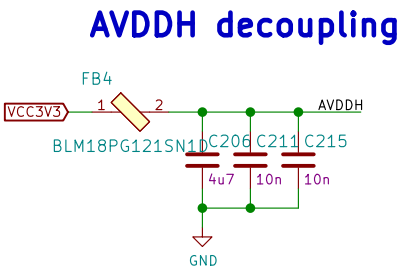 AVDDH decoupling
FB4
VCC3V3 1 2 AVDDH
BLM18PG121SN1D C206 C211 C215
4u7 10n 10n
GND